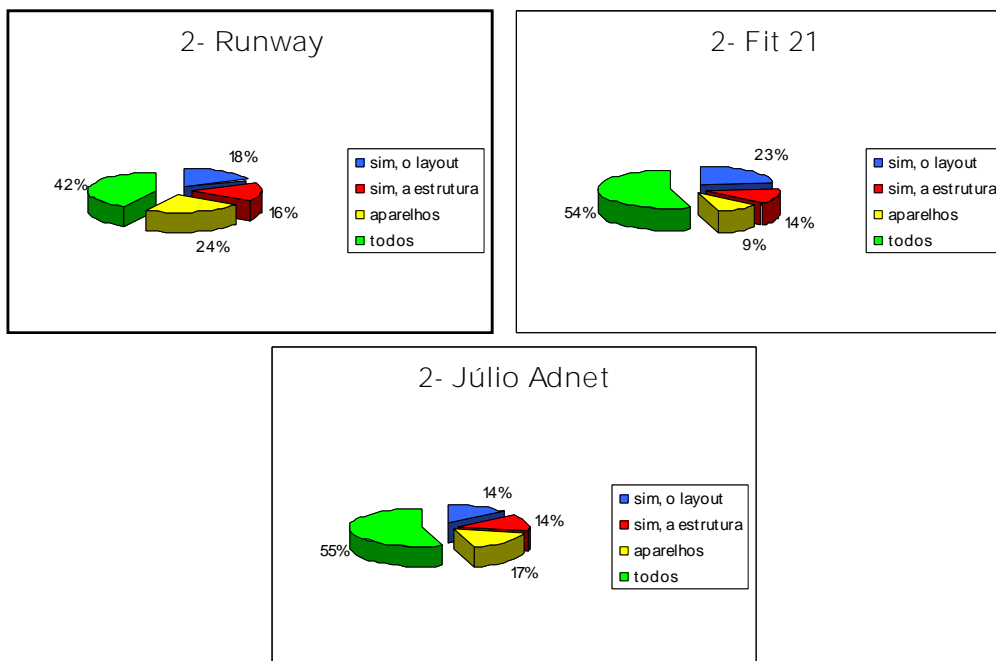 2- Runway
18%
16%
24%
42%
sim, o layout
sim, a estrutura
aparelhos
todos
2- Fit 21
23%
14%
9%
54%
sim, o layout
sim, a estrutura
aparelhos
todos
2- Júlio Adnet
14%
14%
17%
55%
sim, o layout
sim, a estrutura
aparelhos
todos